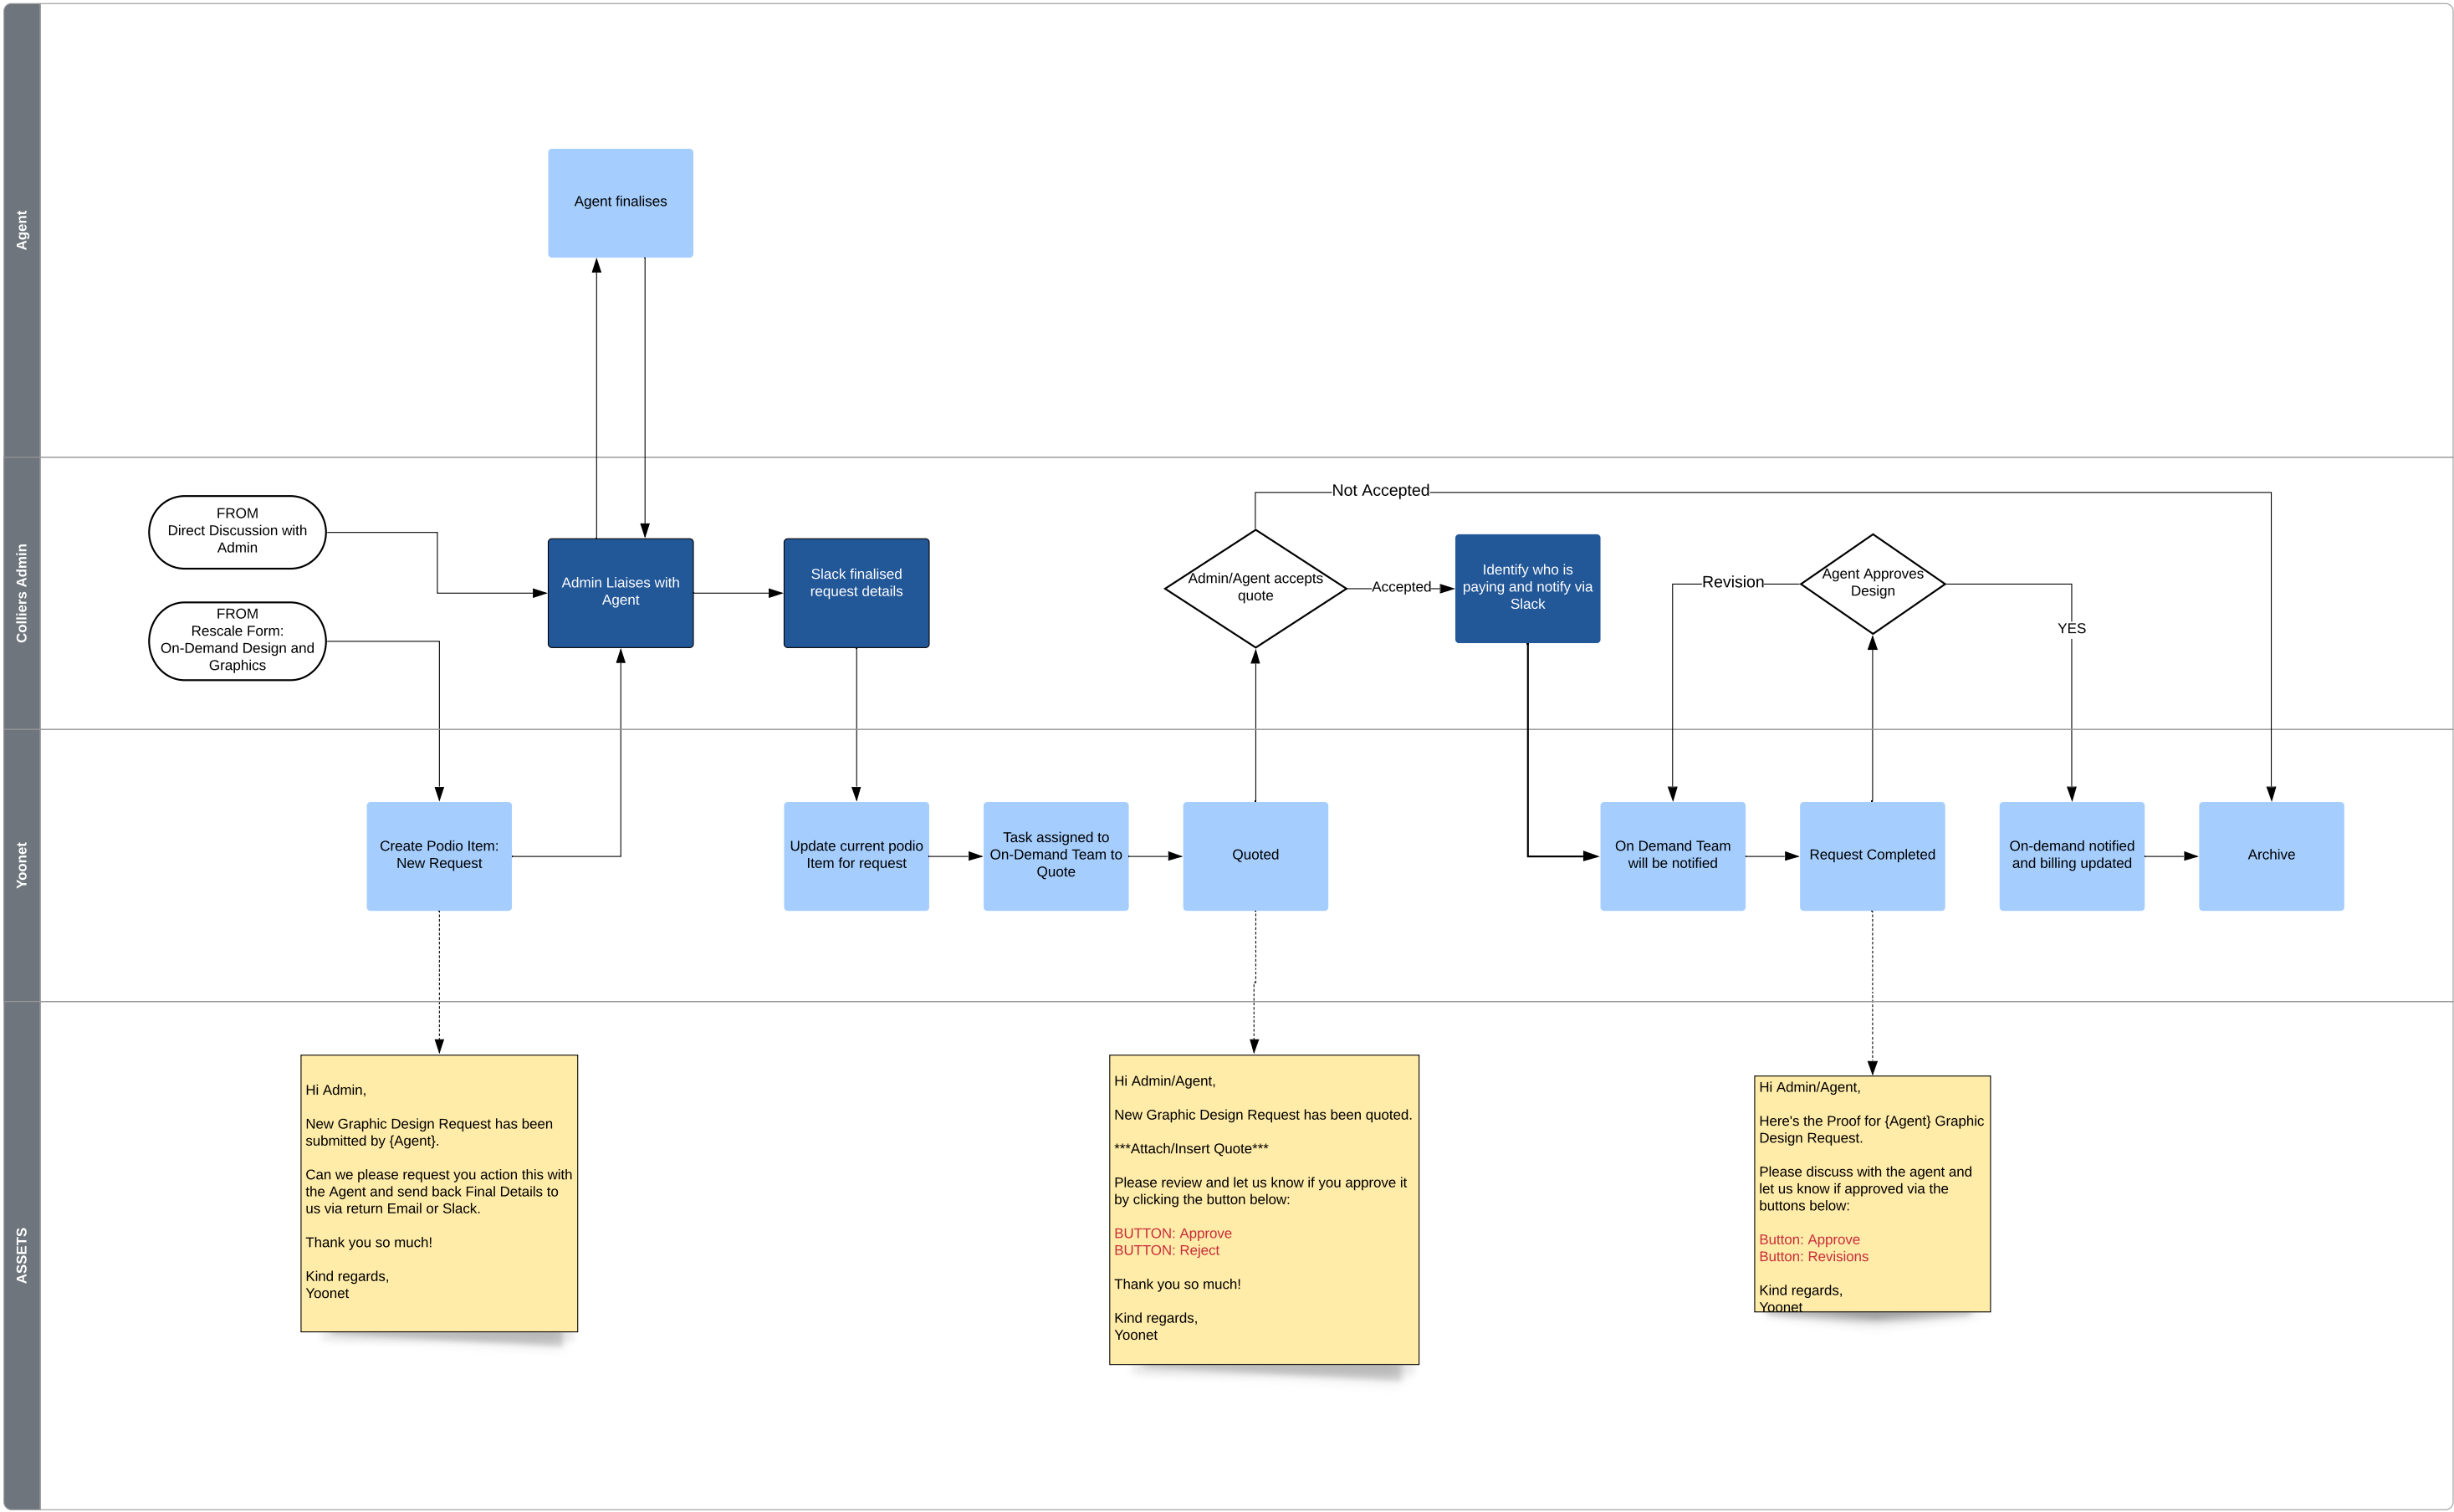 Agent
Agent finalises
Colliers Admin
FROM
Direct Discussion with
Admin
FROM
Rescale Form:
On-Demand Design and
Graphics
Admin Liaises with
Agent
Slack finalised
request details
Not Accepted
Admin/Agent accepts
quote
Accepted
Identify who is
paying and notify via
Slack
Revision
Agent Approves
Design
YES
Yoonet
Create Podio Item:
New Request
Update current podio
Item for request
Task assigned to
On-Demand Team to
Quote
Quoted
On Demand Team
will be notified
Request Completed
On-demand notified
and billing updated
Archive
ASSETS
Hi Admin,
New Graphic Design Request has been
submitted by {Agent}.
Can we please request you action this with
the Agent and send back Final Details to
us via return Email or Slack.
Thank you so much!
Kind regards,
Yoonet
Hi Admin/Agent,
New Graphic Design Request has been quoted.
***Attach/Insert Quote***
Please review and let us know if you approve it
by clicking the button below:
BUTTON: Approve
BUTTON: Reject
Thank you so much!
Kind regards,
Yoonet
Hi Admin/Agent,
Here's the Proof for {Agent} Graphic
Design Request.
Please discuss with the agent and
let us know if approved via the
buttons below:
Button: Approve
Button: Revisions
Kind regards,
Yoonet